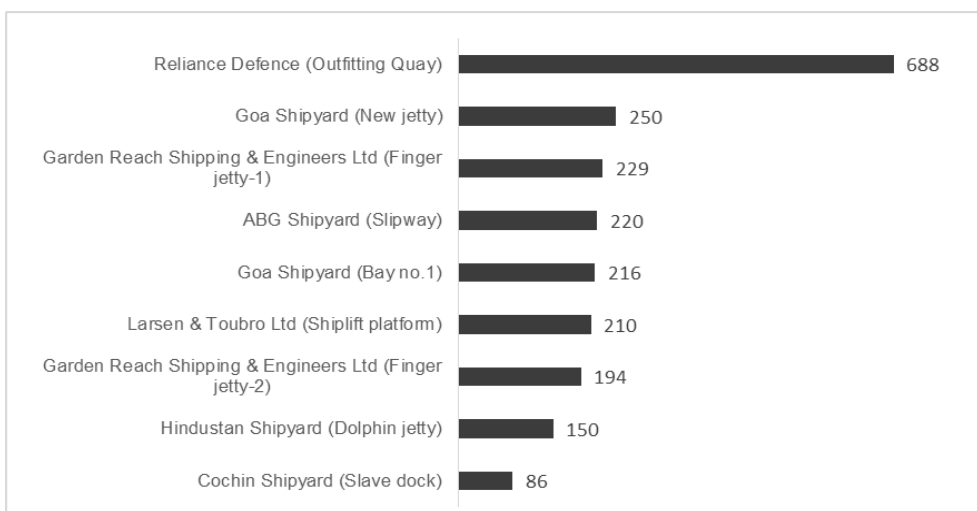 Reliance Defence (Outfitting Quay) 688
Goa Shipyard (New jetty) 250
Garden Reach Shipping & Engineers Ltd (Finger
jetty-1) 229
ABG Shipyard (Slipway) 220
Goa Shipyard (Bay no.1) 216
Larsen & Toubro Ltd (Shiplift platform) 210
Garden Reach Shipping & Engineers Ltd (Finger
jetty-2) 194
Hindustan Shipyard (Dolphin jetty) 150
Cochin Shipyard (Slave dock) 86